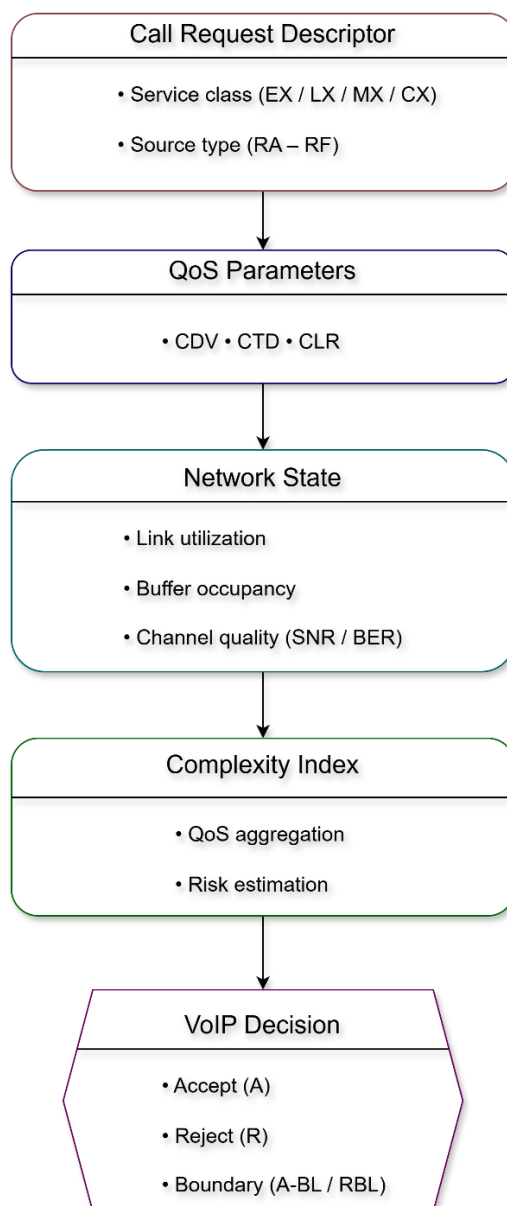 Call Request Descriptor
• Service class (EX / LX / MX / CX)
• Source type (RA – RF)
QoS Parameters
• CDV • CTD • CLR
Network State
• Link utilization
• Buffer occupancy
• Channel quality (SNR / BER)
Complexity Index
• QoS aggregation
• Risk estimation
VoIP Decision
• Accept (A)
• Reject (R)
• Boundary (A-BL / RBL)